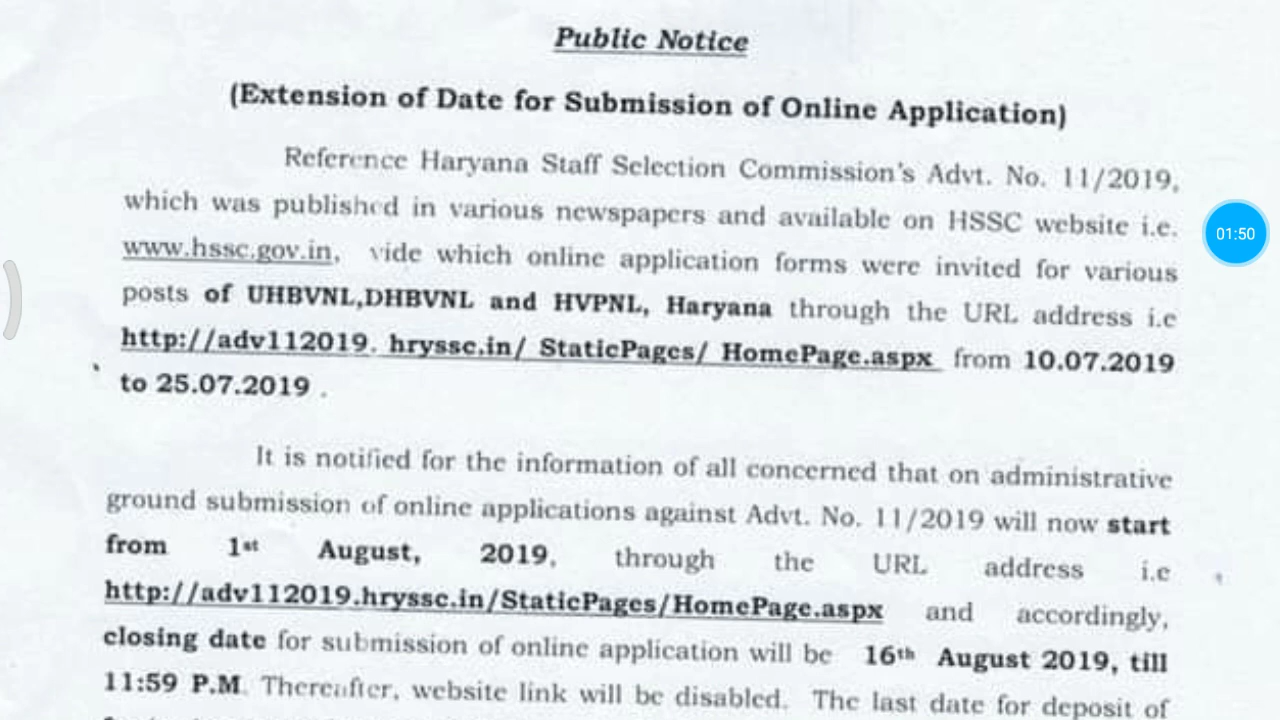 Public Notice
(Extension of Date for Submission of Online Application)
Reference Haryana Staff Selection Commission's Advt. No. 11/2019,
which was published in various newspapers and available on HSSC website i.e.
www.hssc.gov.in, vide which online application forms were invited for various
posts of UHBVNL,DHBVNL and HVPNL, Haryana through the URL address i.e
http://adv112019. hryssc.in/ StaticPages/ HomePage.aspx from 10.07.2019
to 25.07.2019 .
01:50
It is notified for the information of all concerned that on administrative
ground submission of online applications against Advt. No. 11/2019 will now start
from 1st August, 2019, through the URL address i.e
http://adv112019.hryssc.in/StaticPages/HomePage.aspx and accordingly,
closing date for submission of online application will be 16th August 2019, till
11:59 P.M. Thereafter, website link will be disabled. The last date for deposit of